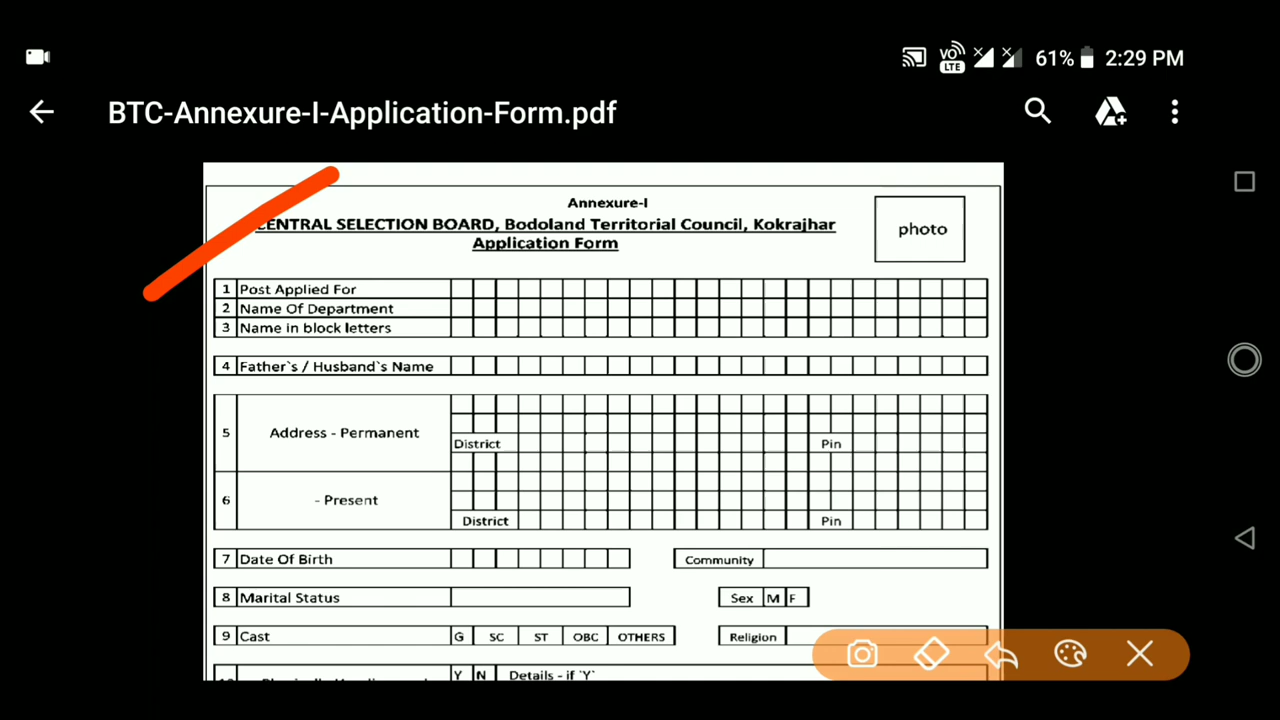 VO LTE 61% 2:29 PM
BTC-Annexure-I-Application-Form.pdf
Annexure-I
CENTRAL SELECTION BOARD, Bodoland Territorial Council, Kokrajhar
Application Form
photo
1 Post Applied For
2 Name Of Department
3 Name in block letters
4 Father`s / Husband`s Name
5 Address - Permanent
District Pin
6 - Present
District Pin
7 Date Of Birth Community
8 Marital Status Sex M F
9 Cast G SC ST OBC OTHERS Religion
Y N Details - if `Y`